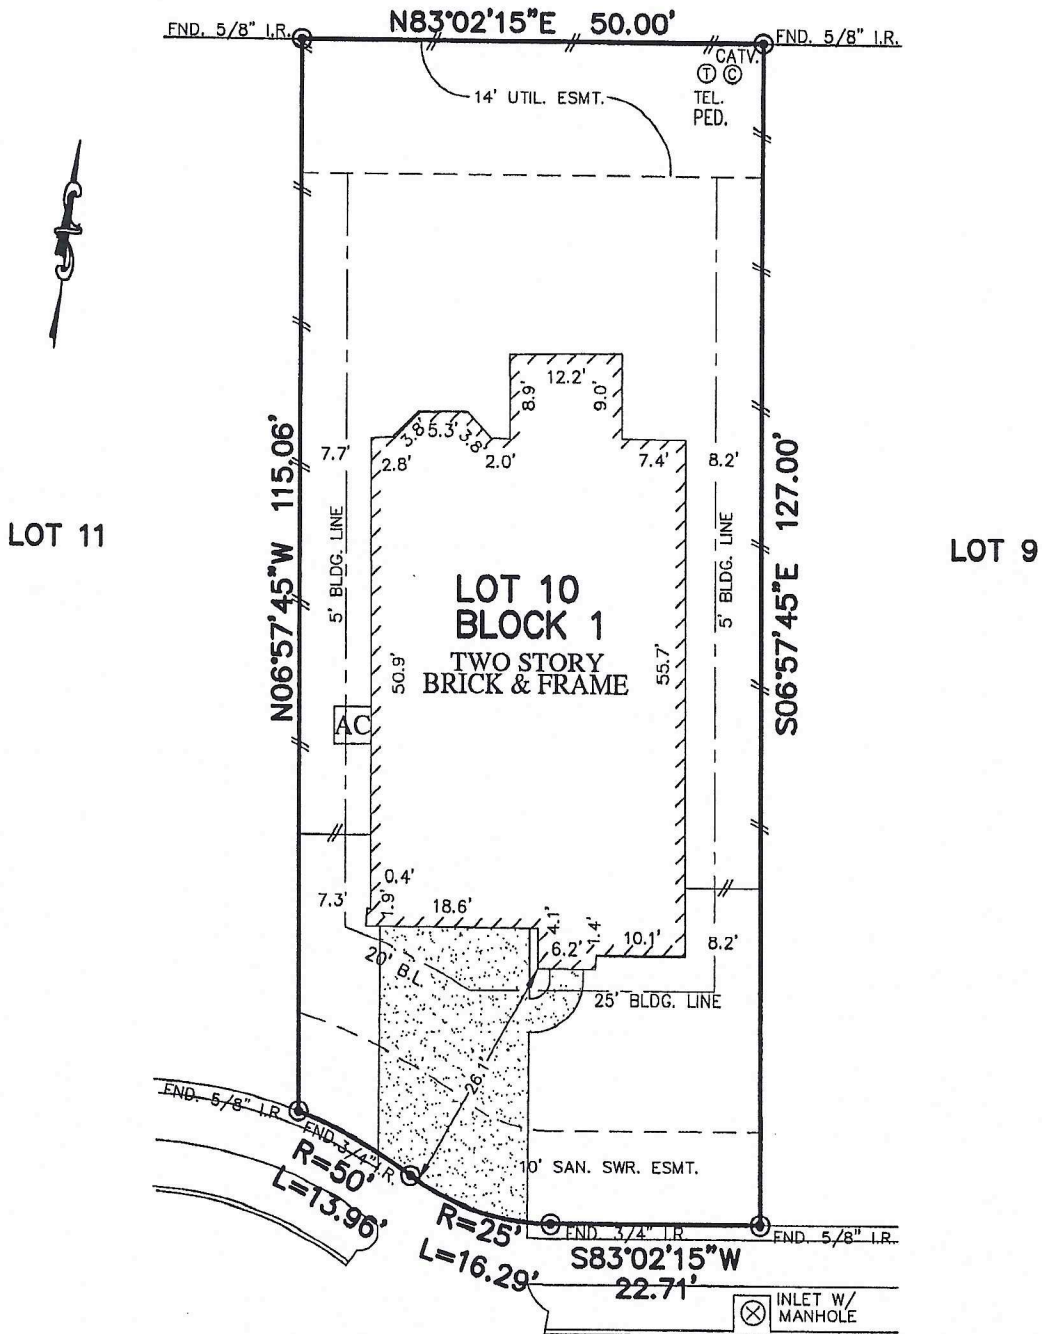 N83°02'15"E 50.00'
FND. 5/8" I.R.
FND. 5/8" I.R.
CATV.
T C
TEL.
PED.
14' UTIL. ESMT.
12.2'
8.9'
9.0'
3.8'
5.3'
3.8'
2.8'
2.0'
7.4'
7.7'
8.2'
N06°57'45"W 115.06'
S06°57'45"E 127.00'
LOT 11
LOT 9
5' BLDG. LINE
5' BLDG. LINE
LOT 10
BLOCK 1
TWO STORY
BRICK & FRAME
50.9'
55.7'
AC
0.4'
1.9'
7.3'
18.6'
4.1'
6.2'
1.4'
10.1'
8.2'
20' B.L.
25' BLDG. LINE
26.1'
FND. 5/8" I.R.
FND. 3/4" I.R.
R=50'
L=13.96'
10' SAN. SWR. ESMT.
R=25'
L=16.29'
FND. 3/4" I.R.
FND. 5/8" I.R.
S83°02'15"W
22.71'
INLET W/
MANHOLE